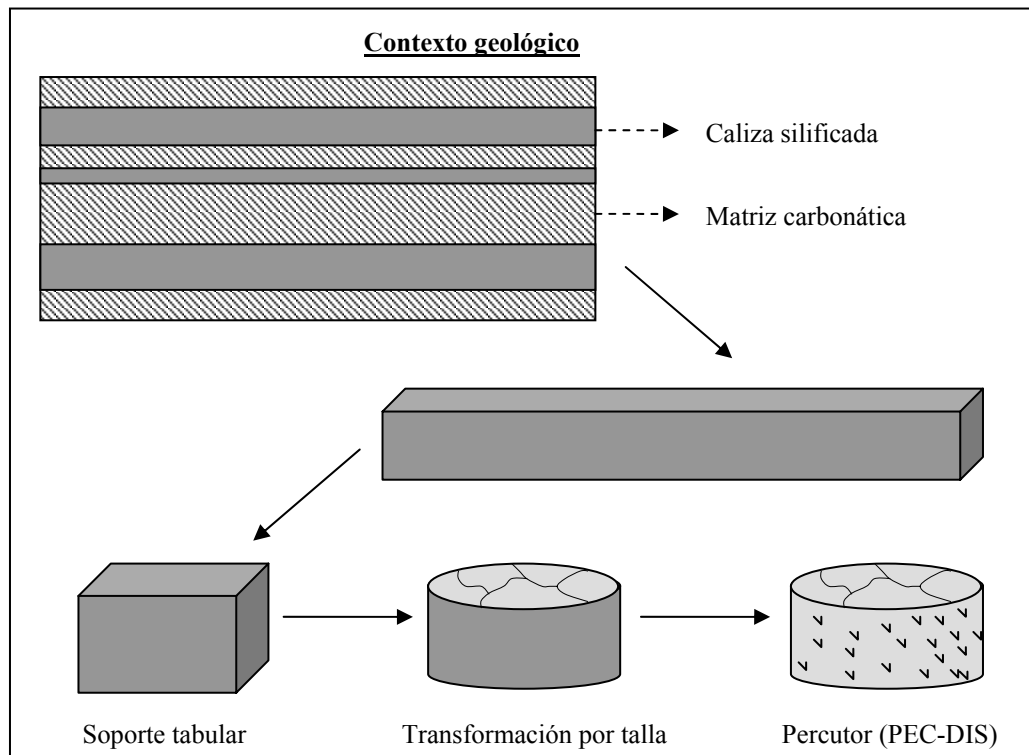 Contexto geológico
Caliza silificada
Matriz carbonática
Soporte tabular
Transformación por talla
Percutor (PEC-DIS)